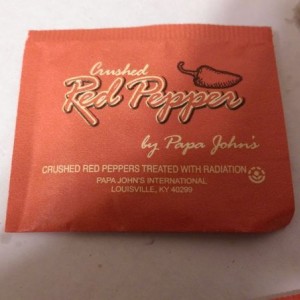 Crushed
Red Pepper
by Papa John's
CRUSHED RED PEPPERS TREATED WITH RADIATION
PAPA JOHN'S INTERNATIONAL
LOUISVILLE, KY 40299